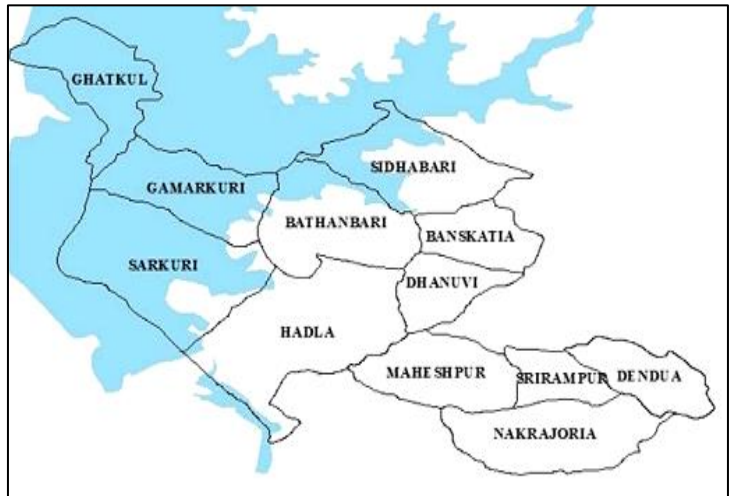 GHATKUL
SIDHABARI
GAMARKURI
BATHANBARI
BANSKATIA
SARKURI
DHANUVI
HADLA
MAHESHPUR
SRIRAMPUR
DENDUA
NAKRAJORIA